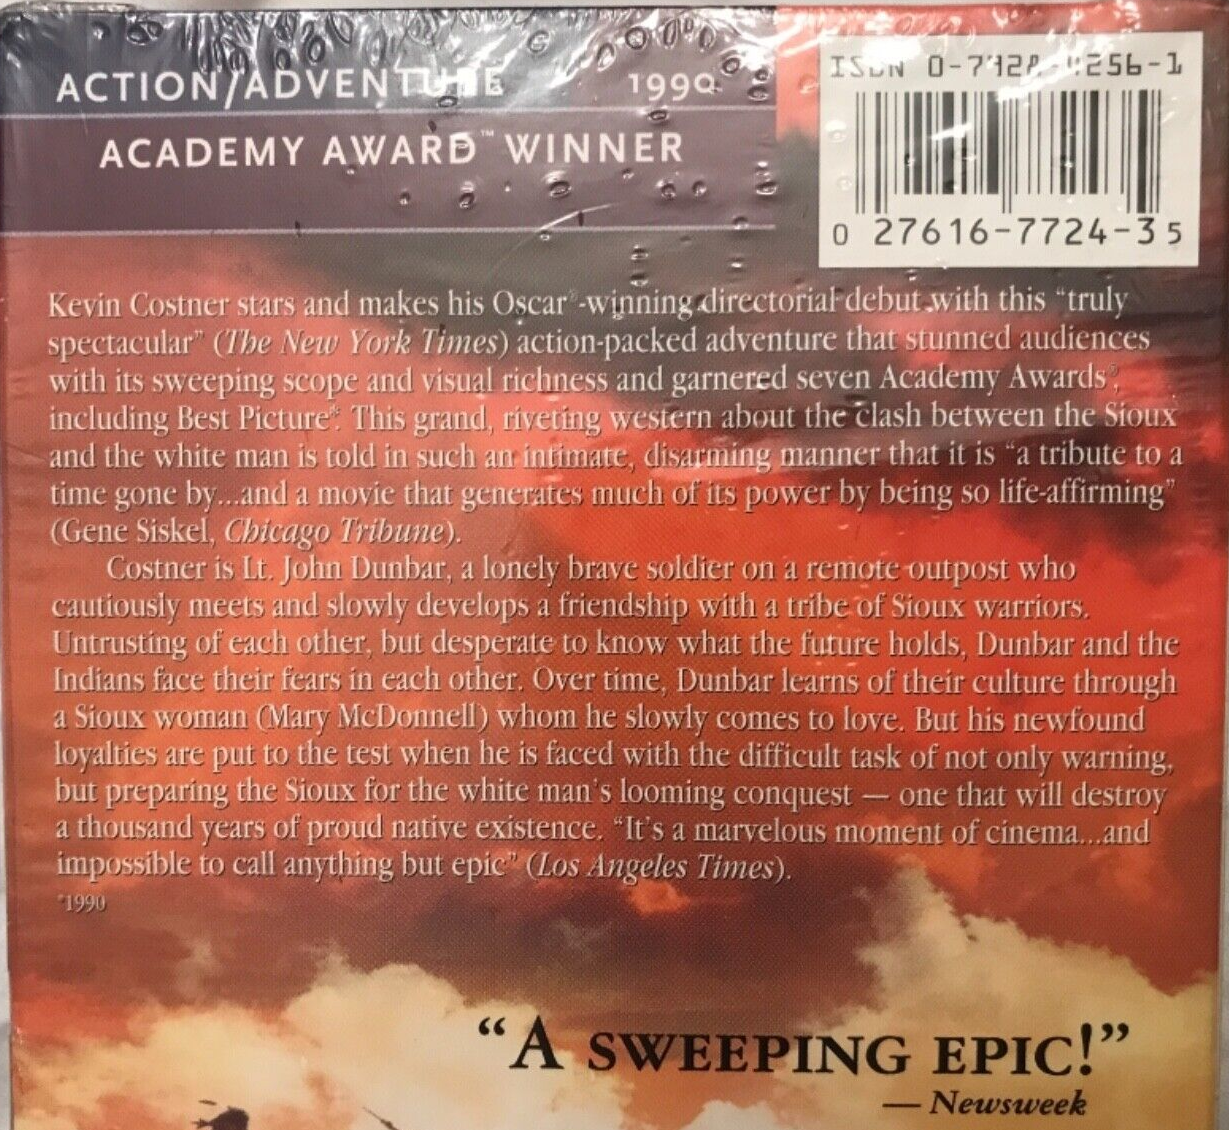 ACTION/ADVENTURE 1990
ACADEMY AWARD™ WINNER
ISBN
0 27616-7724-3 5
Kevin Costner stars and makes his Oscar®-winning directorial debut with this “truly
spectacular” (The New York Times) action-packed adventure that stunned audiences
with its sweeping scope and visual richness and garnered seven Academy Awards®,
including Best Picture*. This grand, riveting western about the clash between the Sioux
and the white man is told in such an intimate, disarming manner that it is “a tribute to a
time gone by...and a movie that generates much of its power by being so life-affirming”
(Gene Siskel, Chicago Tribune).
Costner is Lt. John Dunbar, a lonely brave soldier on a remote outpost who
cautiously meets and slowly develops a friendship with a tribe of Sioux warriors.
Untrusting of each other, but desperate to know what the future holds, Dunbar and the
Indians face their fears in each other. Over time, Dunbar learns of their culture through
a Sioux woman (Mary McDonnell) whom he slowly comes to love. But his newfound
loyalties are put to the test when he is faced with the difficult task of not only warning,
but preparing the Sioux for the white man's looming conquest — one that will destroy
a thousand years of proud native existence. “It's a marvelous moment of cinema...and
impossible to call anything but epic” (Los Angeles Times).
*1990
“A SWEEPING EPIC!”
— Newsweek